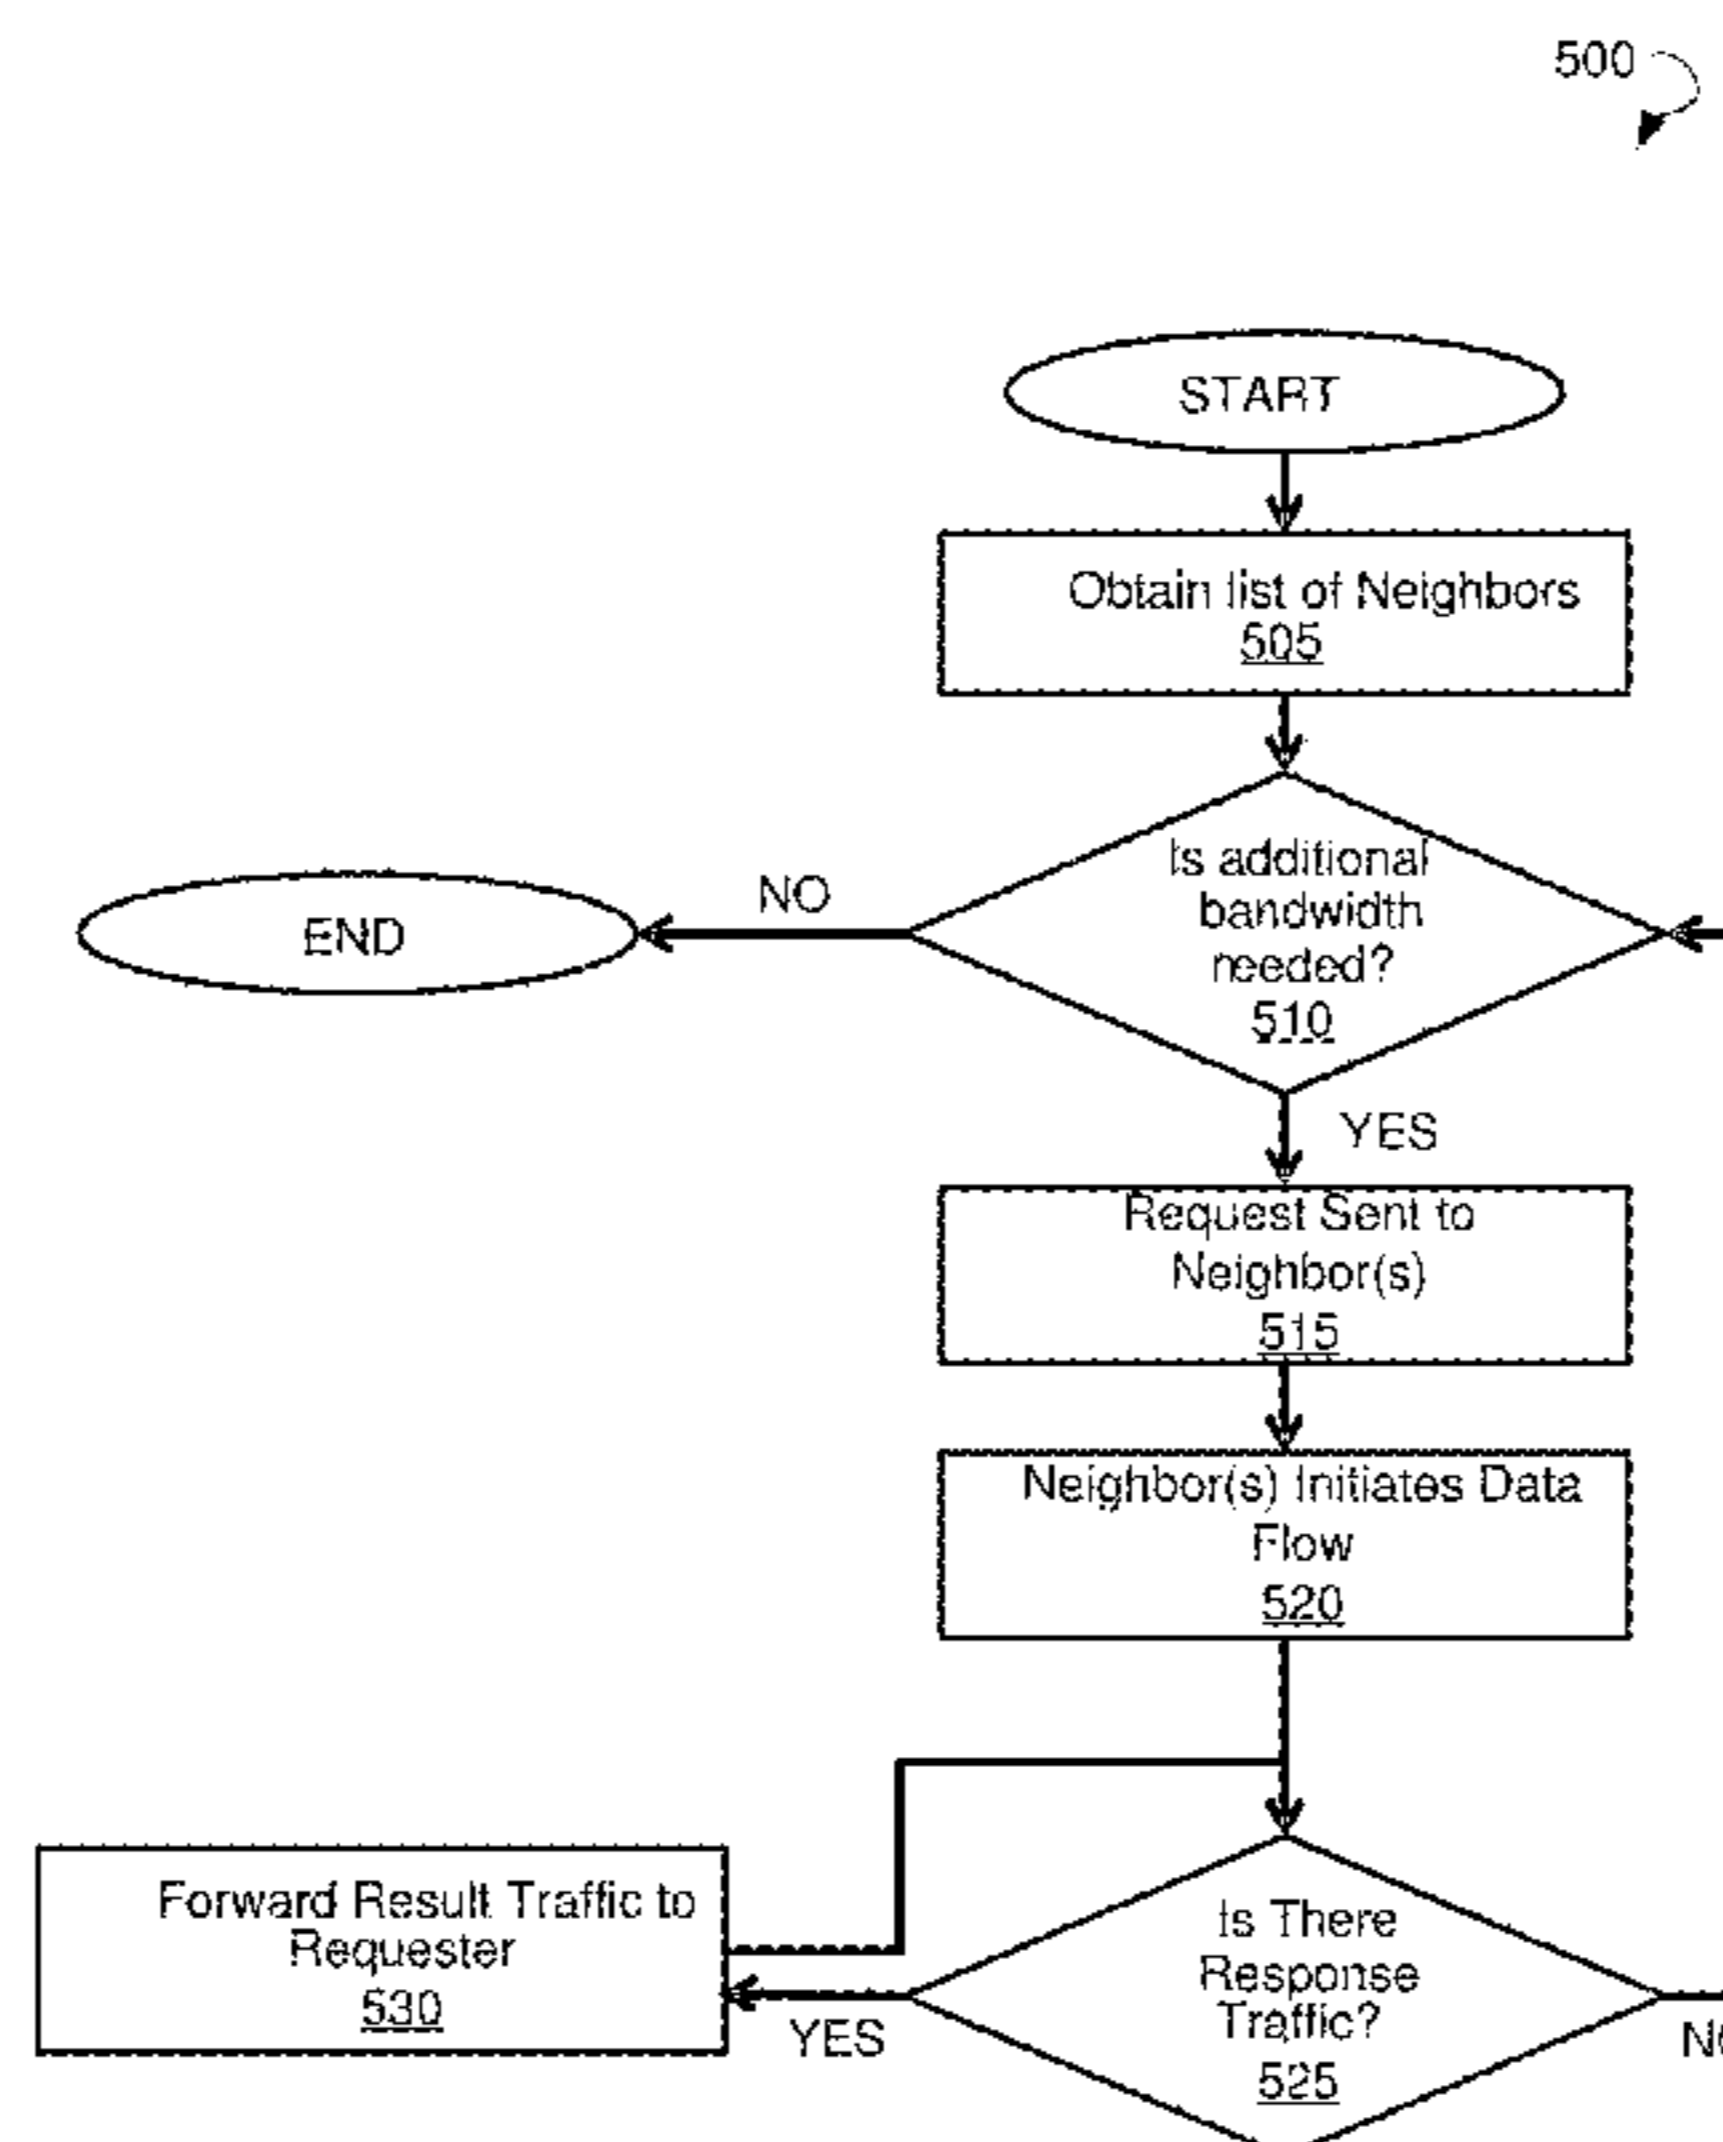 500
START
Obtain list of Neighbors
505
Is additional
bandwidth
needed?
510
NO
END
YES
Request Sent to
Neighbor(s)
515
Neighbor(s) Initiates Data
Flow
520
Forward Result Traffic to
Requester
530
YES
Is There
Response
Traffic?
525